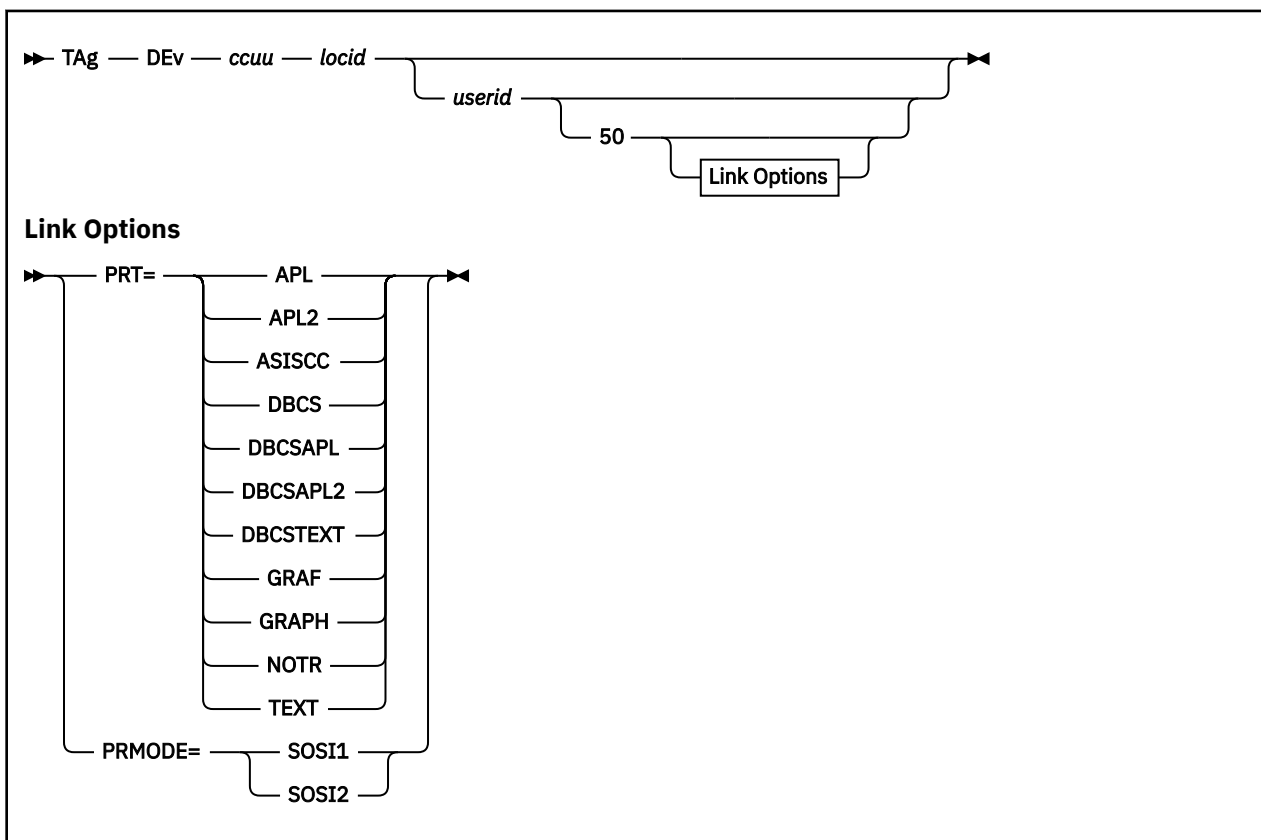 TAg DEv ccuu locid
userid
50
Link Options
Link Options
PRT= APL
APL2
ASISCC
DBCS
DBCSAPL
DBCSAPL2
DBCSTEXT
GRAF
GRAPH
NOTR
TEXT
PRMODE= SOSI1
SOSI2